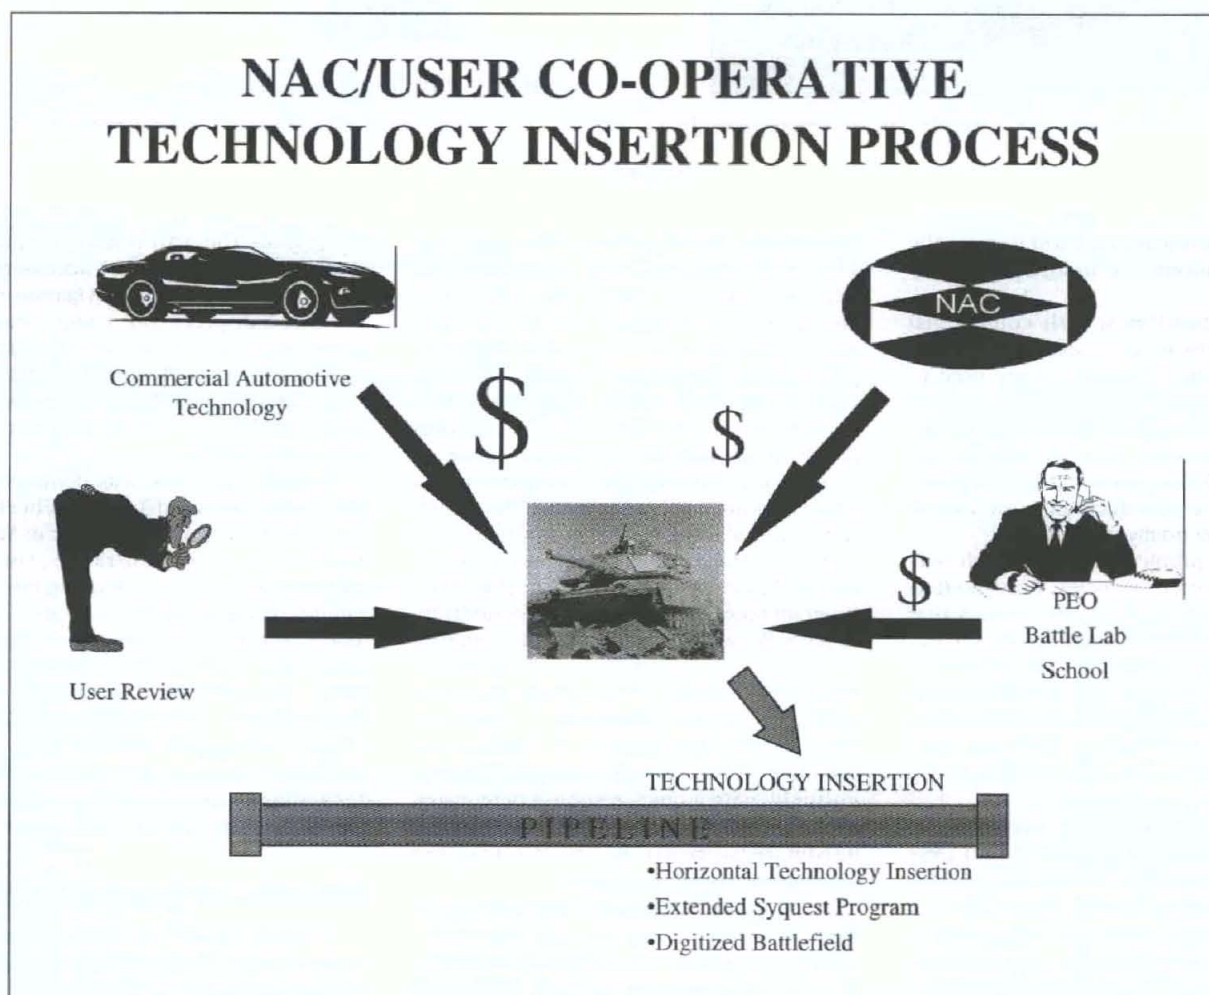 NAC/USER CO-OPERATIVE
TECHNOLOGY INSERTION PROCESS
NAC
Commercial Automotive
Technology
$
$
$
PEO
Battle Lab
School
User Review
TECHNOLOGY INSERTION
PIPELINE
•Horizontal Technology Insertion
•Extended Syquest Program
•Digitized Battlefield